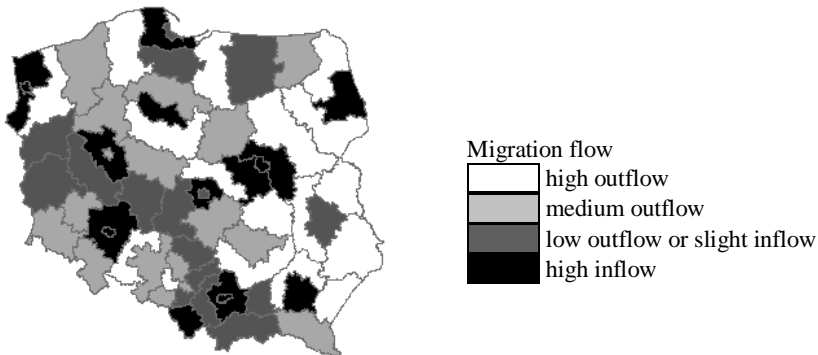 Migration flow
high outflow
medium outflow
low outflow or slight inflow
high inflow